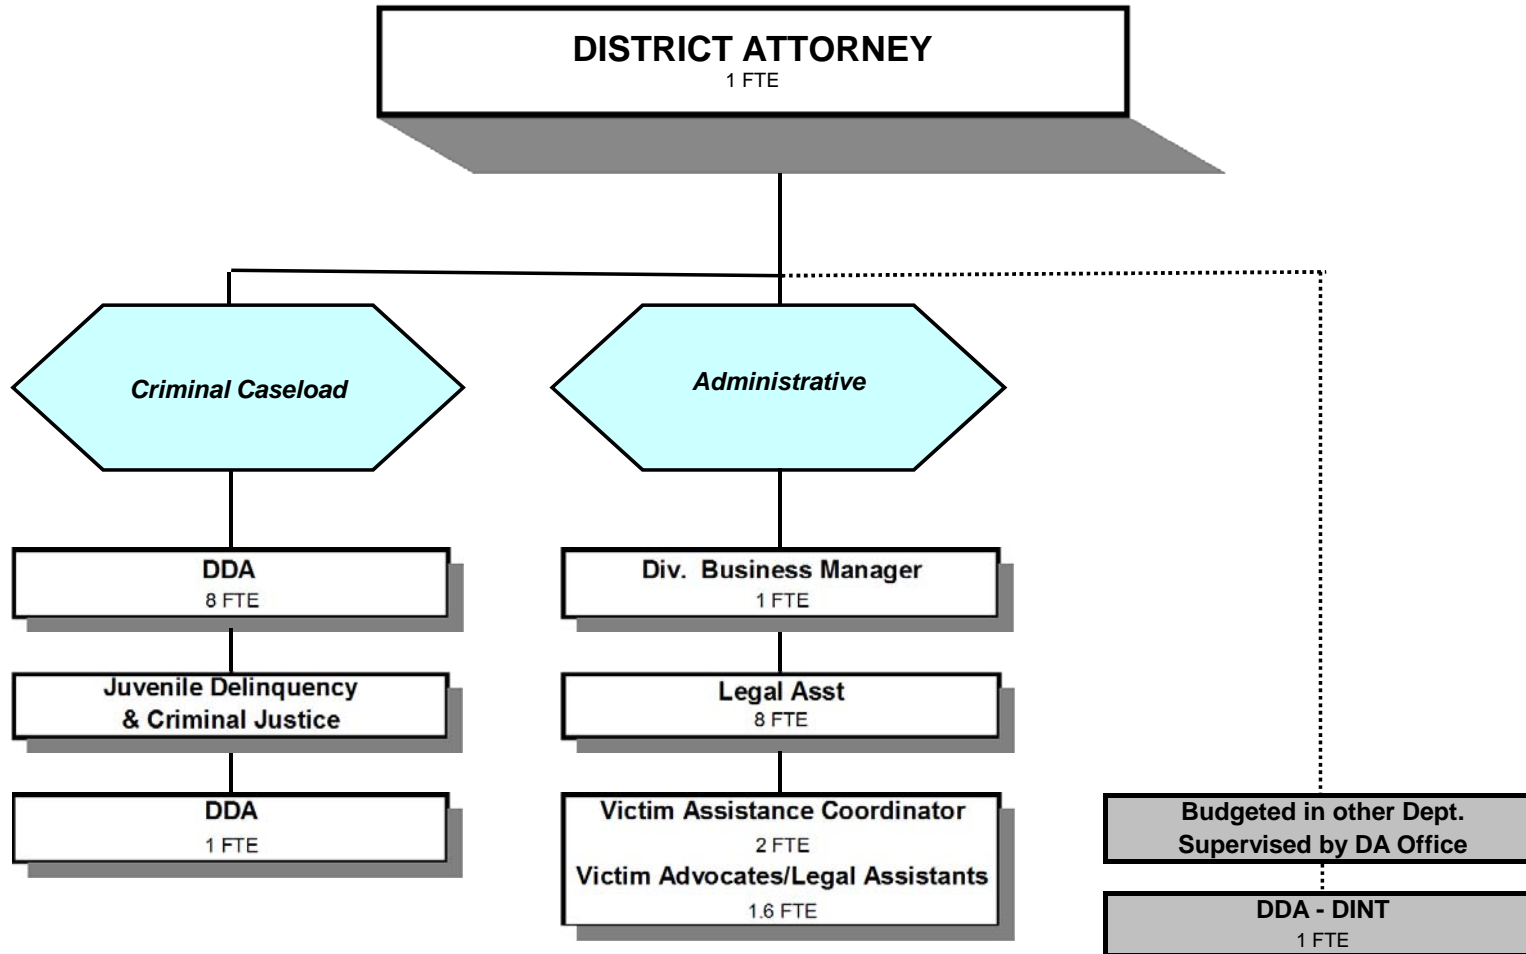 DISTRICT ATTORNEY
1 FTE
Criminal Caseload
Administrative
DDA
8 FTE
Juvenile Delinquency
& Criminal Justice
DDA
1 FTE
Div. Business Manager
1 FTE
Legal Asst
8 FTE
Victim Assistance Coordinator
2 FTE
Victim Advocates/Legal Assistants
1.6 FTE
Budgeted in other Dept.
Supervised by DA Office
DDA - DINT
1 FTE